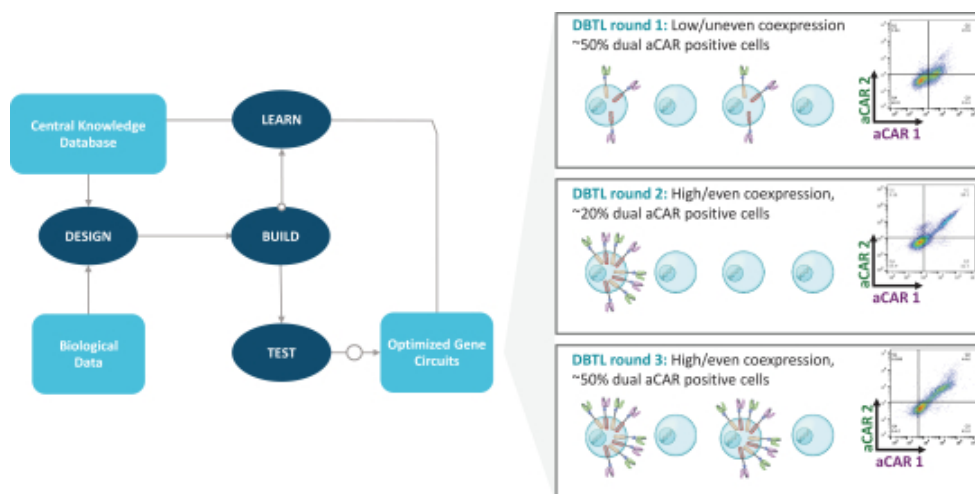 Central Knowledge
Database
LEARN
DESIGN
BUILD
Biological
Data
TEST
Optimized Gene
Circuits
DBTL round 1: Low/uneven coexpression
~50% dual aCAR positive cells
aCAR 2
aCAR 1
DBTL round 2: High/even coexpression,
~20% dual aCAR positive cells
aCAR 2
aCAR 1
DBTL round 3: High/even coexpression,
~50% dual aCAR positive cells
aCAR 2
aCAR 1